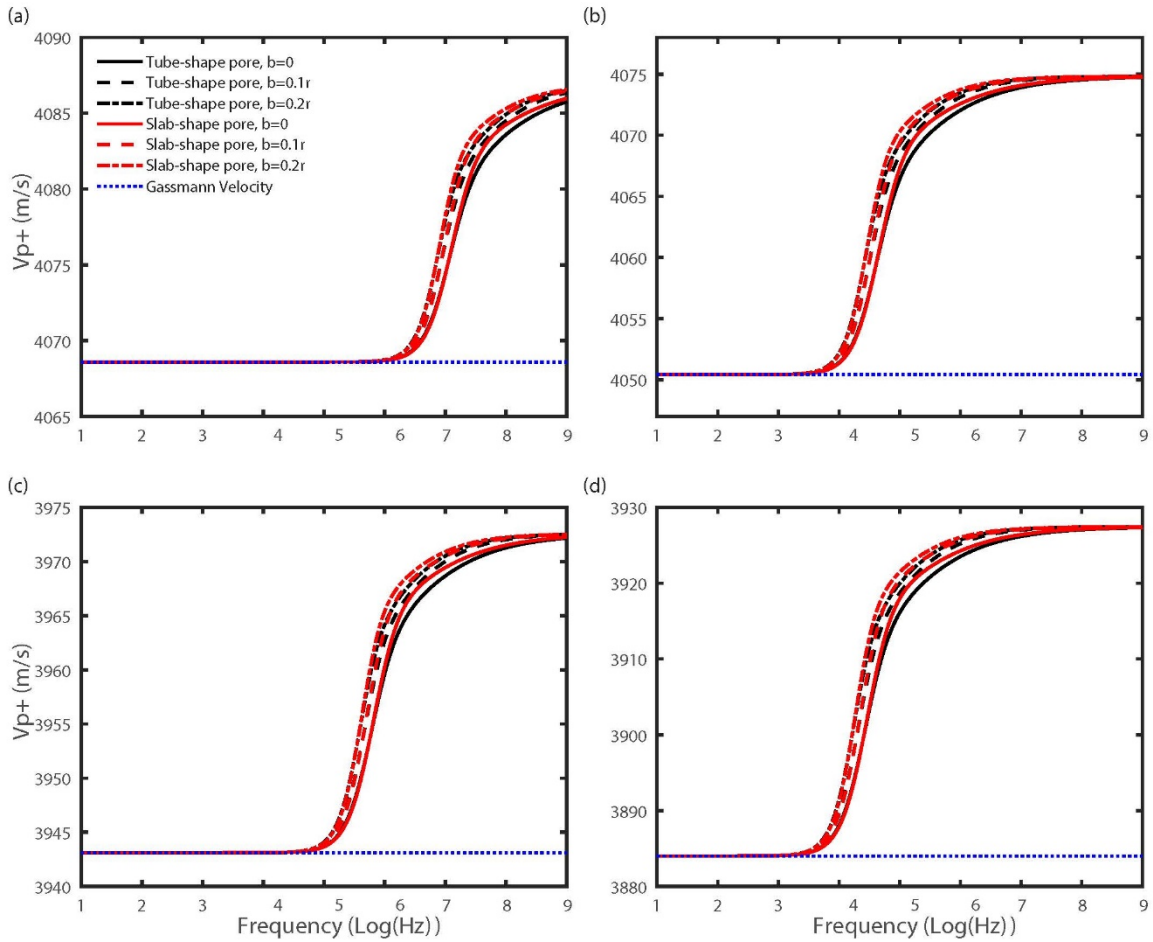 (a)
4090
4085
4080
4075
4070
4065
Vp+ (m/s)
Tube-shape pore, b=0
Tube-shape pore, b=0.1r
Tube-shape pore, b=0.2r
Slab-shape pore, b=0
Slab-shape pore, b=0.1r
Slab-shape pore, b=0.2r
Gassmann Velocity
1 2 3 4 5 6 7 8 9
(b)
4075
4070
4065
4060
4055
4050
1 2 3 4 5 6 7 8 9
(c)
3975
3970
3965
3960
3955
3950
3945
3940
Vp+ (m/s)
1 2 3 4 5 6 7 8 9
Frequency (Log(Hz))
(d)
3930
3920
3910
3900
3890
3880
1 2 3 4 5 6 7 8 9
Frequency (Log(Hz))